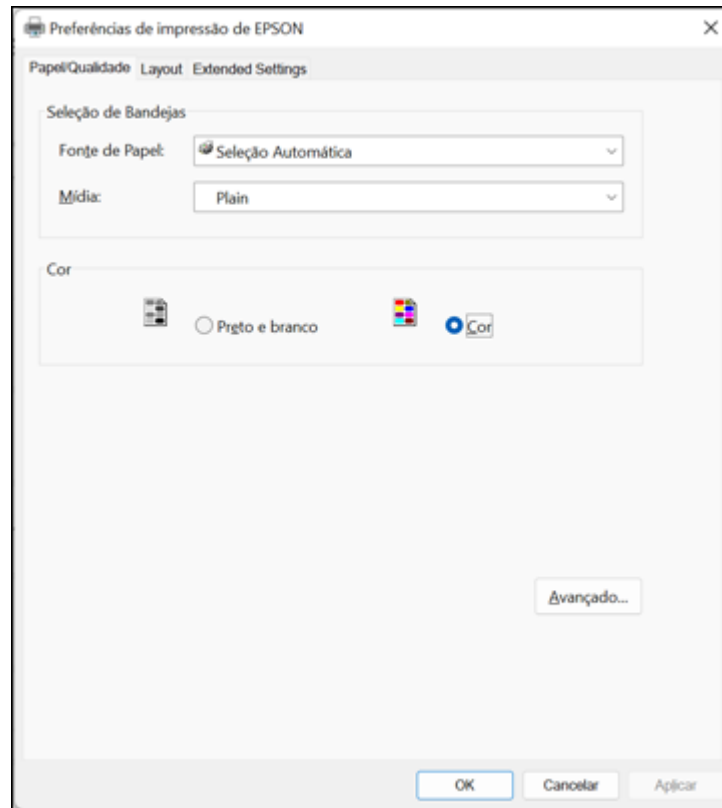 Preferências de impressão de EPSON
Papel/Qualidade Layout Extended Settings
Seleção de Bandejas
Fonte de Papel: Seleção Automática
Mídia: Plain
Cor
Preto e branco Cor
Avançado...
OK Cancelar Aplicar